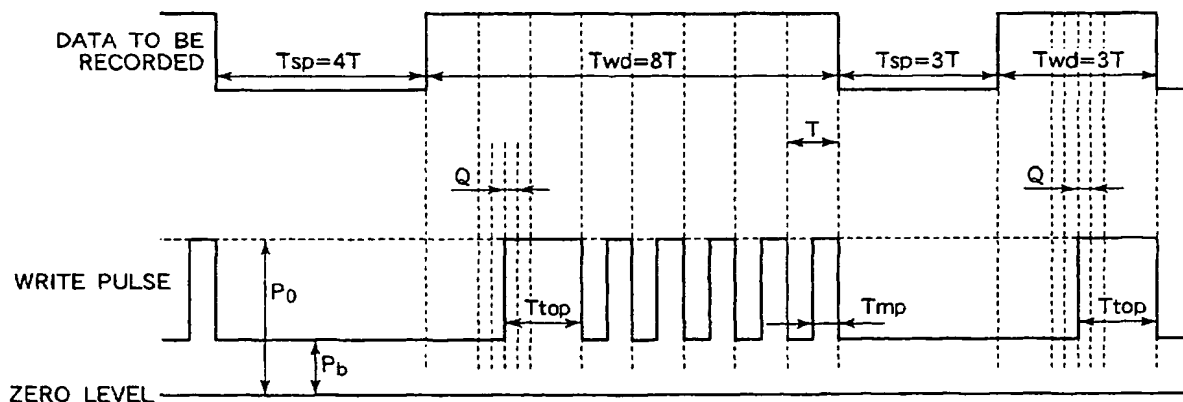 DATA TO BE
RECORDED
Tsp=4T
Twd=8T
Tsp=3T
Twd=3T
T
Q
Q
WRITE PULSE
P0
Ttop
Tmp
Ttop
Pb
ZERO LEVEL